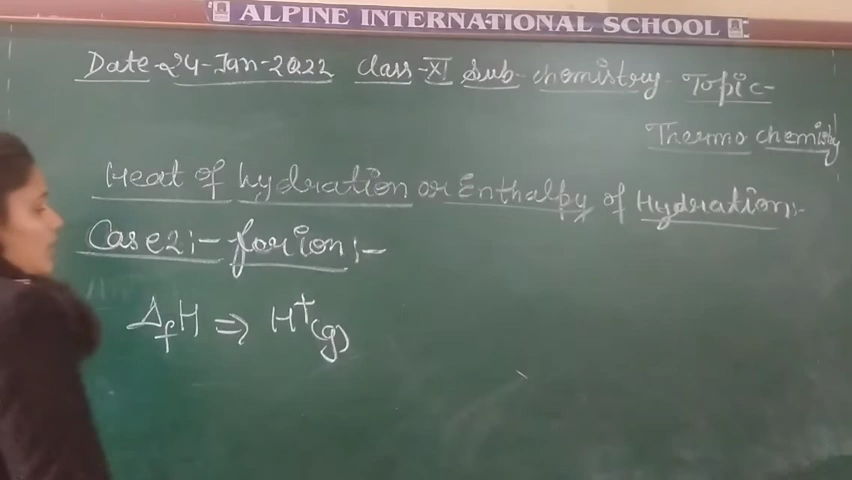 ALPINE INTERNATIONAL SCHOOL
Date-24-Jan-2022 Class-XI Sub-chemistry Topic-
Thermo chemistry
Heat of hydration or Enthalpy of Hydration:-
Case2:- for ion:-
ΔfH ⇒ H⁺(g)